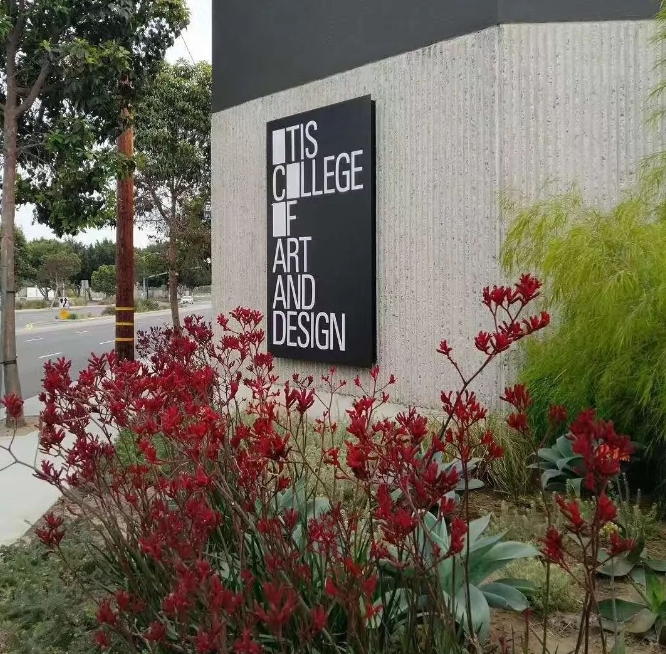 OTIS
COLLEGE
OF
ART
AND
DESIGN